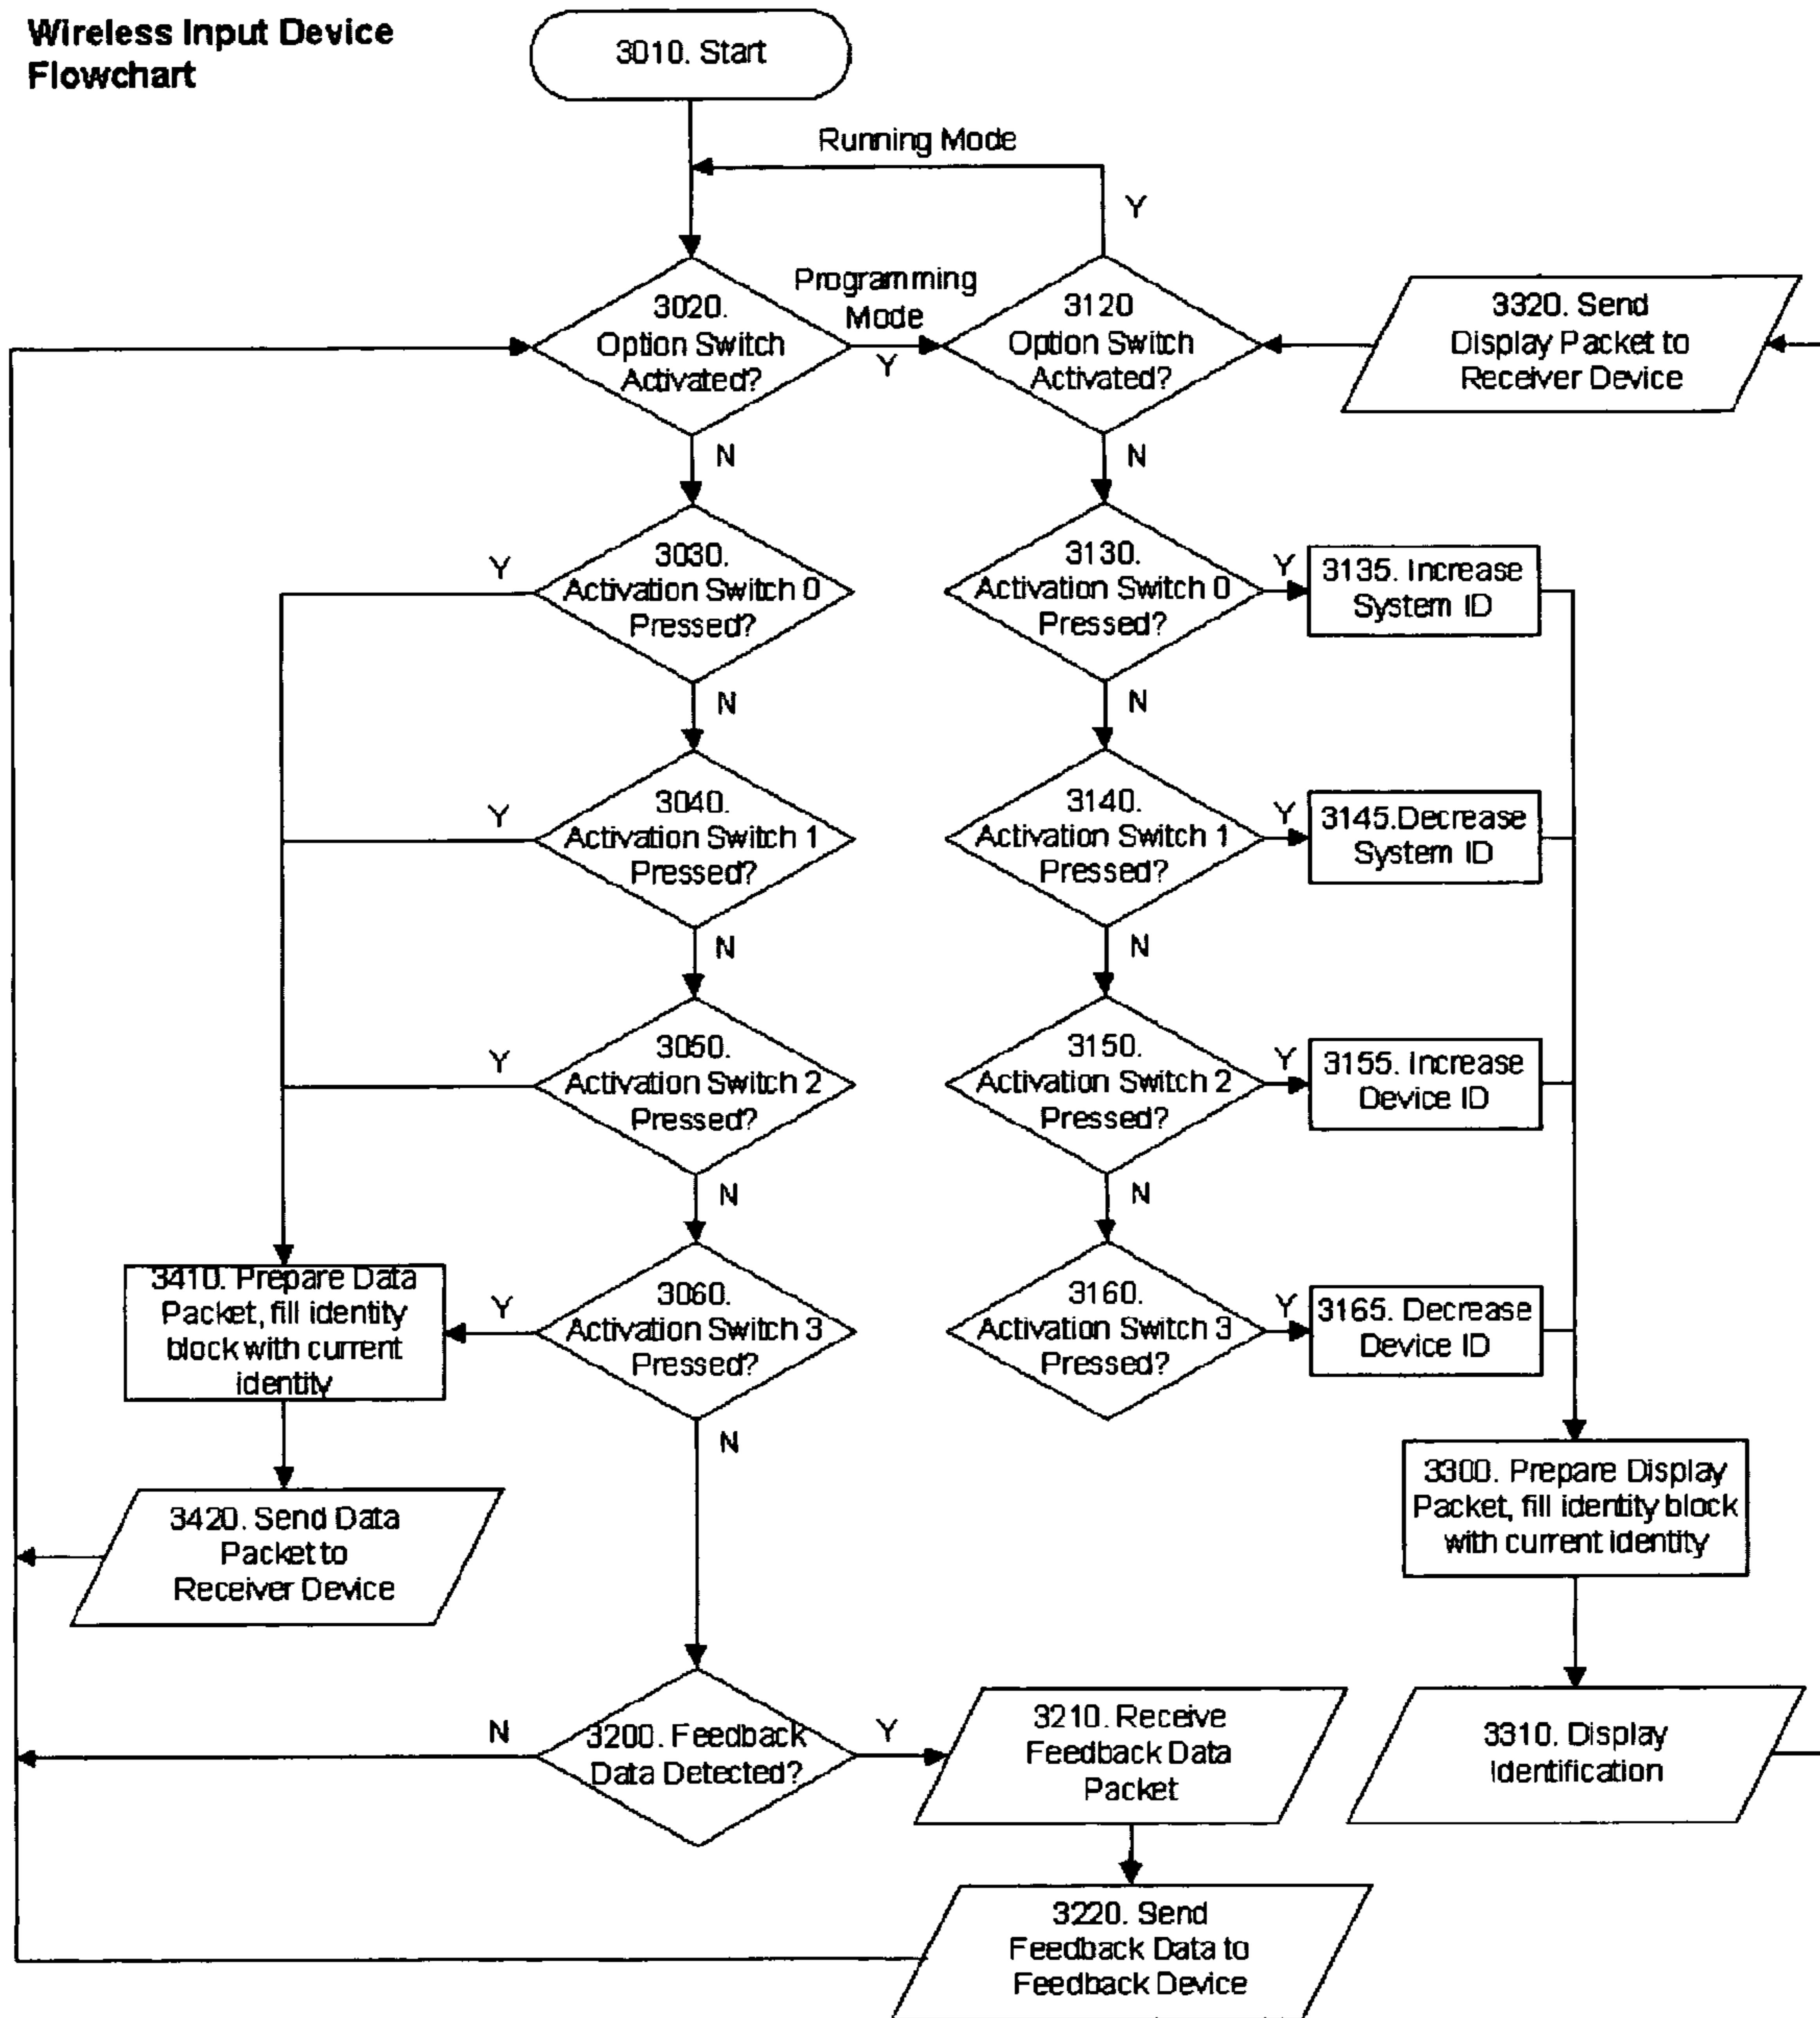 Wireless Input Device
Flowchart
3010. Start
Running Mode
Y
3020.
Option Switch
Activated?
Programming
Mode
Y
3120
Option Switch
Activated?
3320. Send
Display Packet to
Receiver Device
N
N
3030.
Activation Switch 0
Pressed?
Y
3130.
Activation Switch 0
Pressed?
Y
3135. Increase
System ID
N
N
3040.
Activation Switch 1
Pressed?
Y
3140.
Activation Switch 1
Pressed?
Y
3145.Decrease
System ID
N
N
3050.
Activation Switch 2
Pressed?
Y
3150.
Activation Switch 2
Pressed?
Y
3155. Increase
Device ID
N
N
3410. Prepare Data
Packet, fill identity
block with current
identity
Y
3060.
Activation Switch 3
Pressed?
3160.
Activation Switch 3
Pressed?
Y
3165. Decrease
Device ID
N
3300. Prepare Display
Packet, fill identity block
with current identity
3420. Send Data
Packet to
Receiver Device
N
3200. Feedback
Data Detected?
Y
3210. Receive
Feedback Data
Packet
3310. Display
Identification
3220. Send
Feedback Data to
Feedback Device